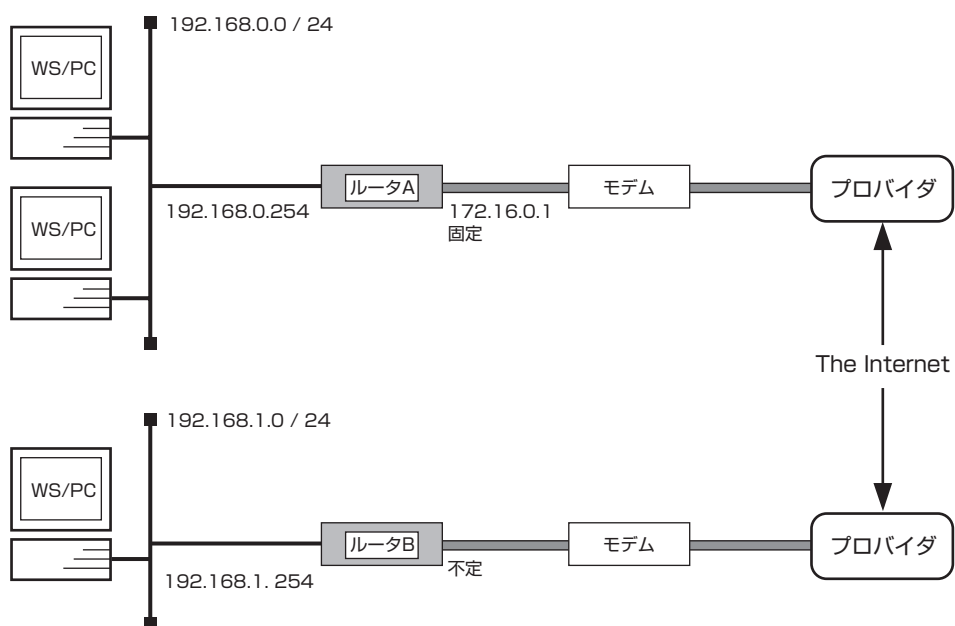 192.168.0.0 / 24
WS/PC
ルータA
モデム
プロバイダ
192.168.0.254
172.16.0.1
固定
WS/PC
The Internet
192.168.1.0 / 24
WS/PC
ルータB
モデム
プロバイダ
192.168.1. 254
不定